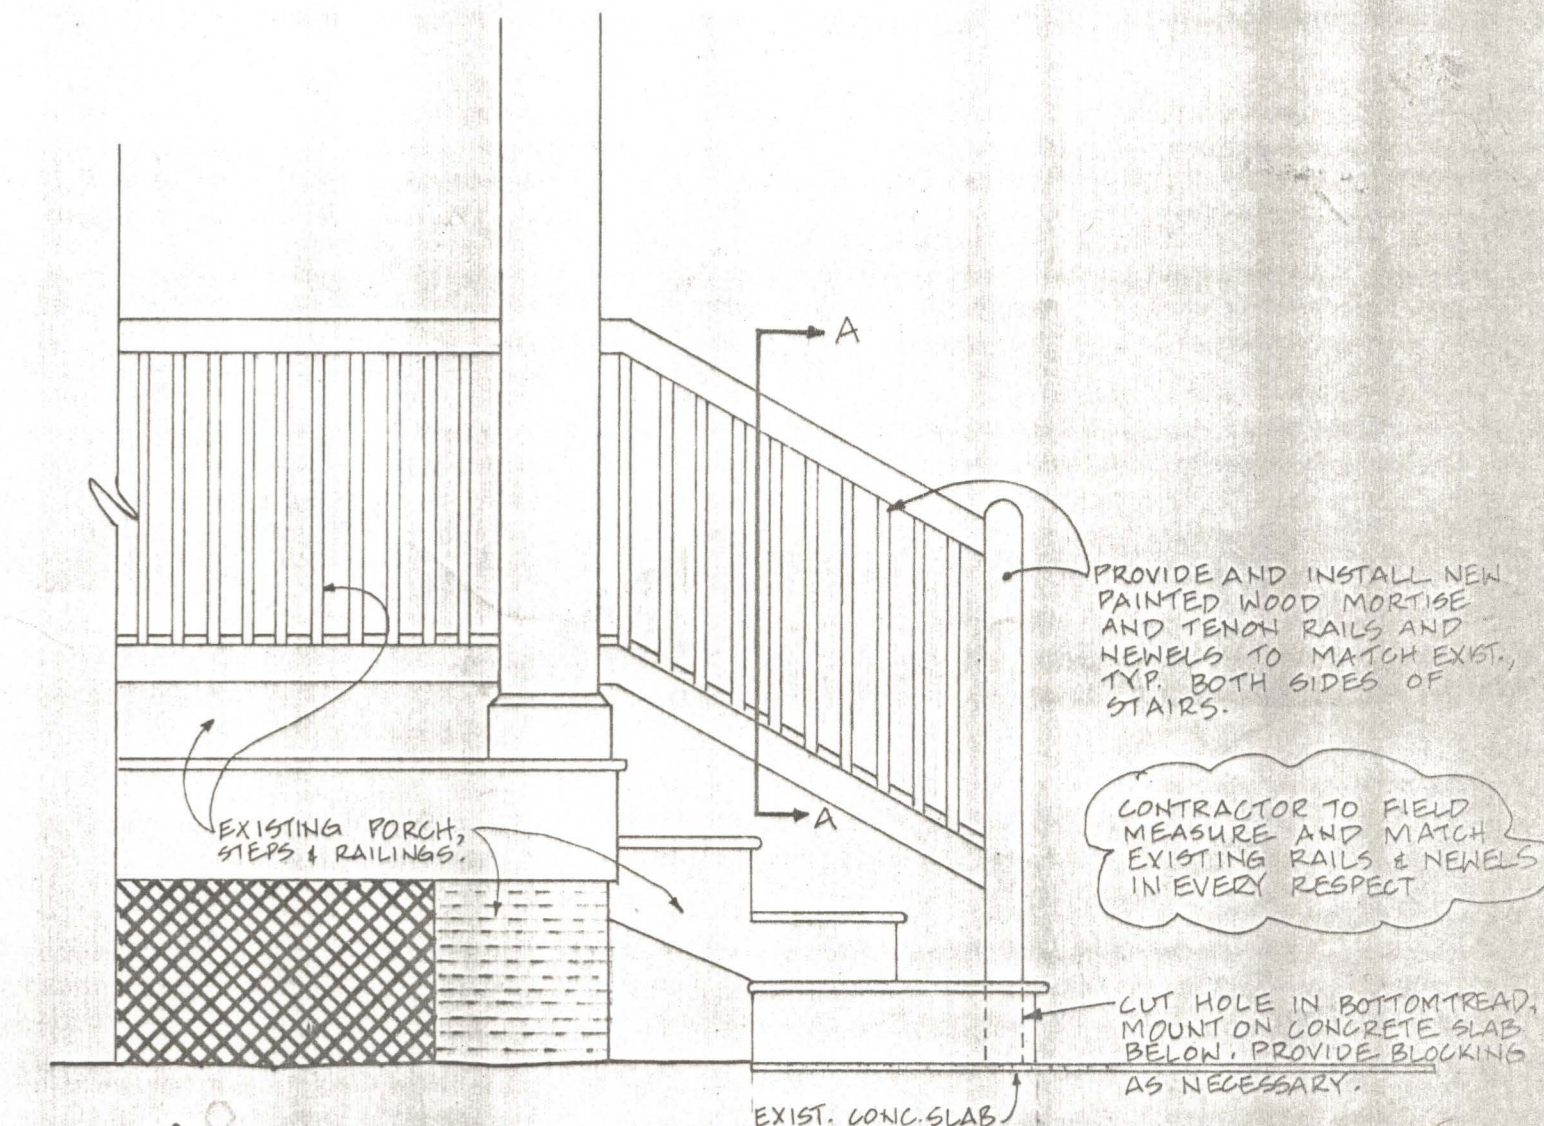 A
PROVIDE AND INSTALL NEW
PAINTED WOOD MORTISE
AND TENON RAILS AND
NEWELS TO MATCH EXIST.,
TYP. BOTH SIDES OF
STAIRS.
A
EXISTING PORCH,
STEPS & RAILINGS.
CONTRACTOR TO FIELD
MEASURE AND MATCH
EXISTING RAILS & NEWELS
IN EVERY RESPECT
CUT HOLE IN BOTTOM TREAD,
MOUNT ON CONCRETE SLAB
BELOW. PROVIDE BLOCKING
AS NECESSARY.
EXIST. CONC. SLAB